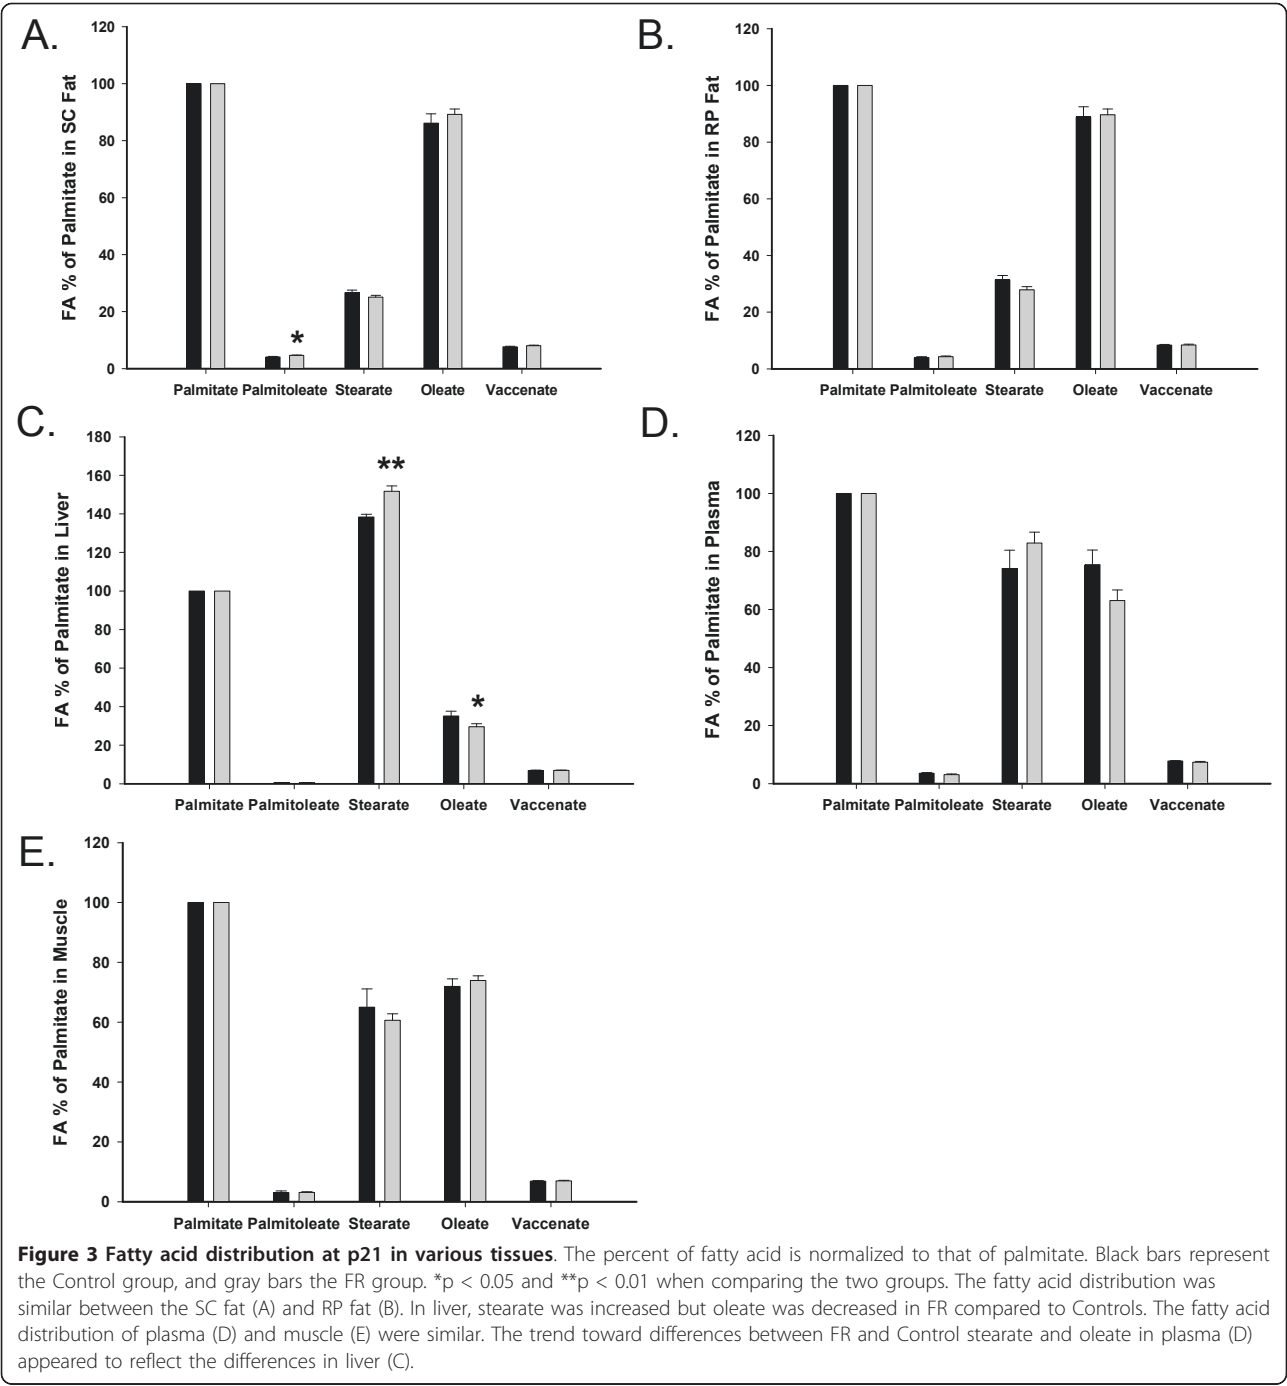 A.
FA % of Palmitate in SC Fat
120
100
80
60
40
20
0
*
Palmitate Palmitoleate Stearate Oleate Vaccenate
B.
FA % of Palmitate in RP Fat
120
100
80
60
40
20
0
Palmitate Palmitoleate Stearate Oleate Vaccenate
C.
FA % of Palmitate in Liver
180
160
140
120
100
80
60
40
20
0
**
*
Palmitate Palmitoleate Stearate Oleate Vaccenate
D.
FA % of Palmitate in Plasma
120
100
80
60
40
20
0
Palmitate Palmitoleate Stearate Oleate Vaccenate
E.
FA % of Palmitate in Muscle
120
100
80
60
40
20
0
Palmitate Palmitoleate Stearate Oleate Vaccenate
Figure 3 Fatty acid distribution at p21 in various tissues. The percent of fatty acid is normalized to that of palmitate. Black bars represent
the Control group, and gray bars the FR group. *p < 0.05 and **p < 0.01 when comparing the two groups. The fatty acid distribution was
similar between the SC fat (A) and RP fat (B). In liver, stearate was increased but oleate was decreased in FR compared to Controls. The fatty acid
distribution of plasma (D) and muscle (E) were similar. The trend toward differences between FR and Control stearate and oleate in plasma (D)
appeared to reflect the differences in liver (C).